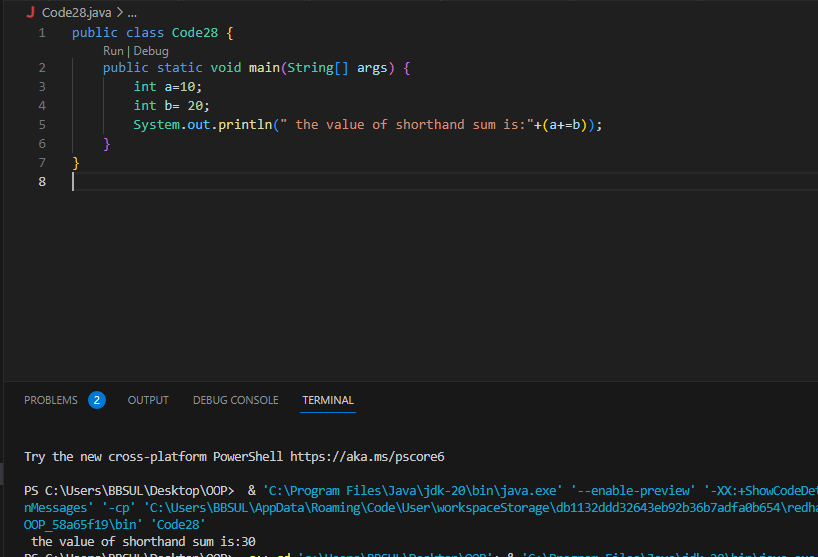 J Code28.java > ...
1 public class Code28 {
Run | Debug
2 public static void main(String[] args) {
3 int a=10;
4 int b= 20;
5 System.out.println(" the value of shorthand sum is:"+(a+=b));
6 }
7 }
8
PROBLEMS 2 OUTPUT DEBUG CONSOLE TERMINAL
Try the new cross-platform PowerShell https://aka.ms/pscore6
PS C:\Users\BBSUL\Desktop\OOP> & 'C:\Program Files\Java\jdk-20\bin\java.exe' '--enable-preview' '-XX:+ShowCodeDet
nMessages' '-cp' 'C:\Users\BBSUL\AppData\Roaming\Code\User\workspaceStorage\db1132ddd32643eb92b36b7adfa0b654\redha
OOP_58a65f19\bin' 'Code28'
the value of shorthand sum is:30